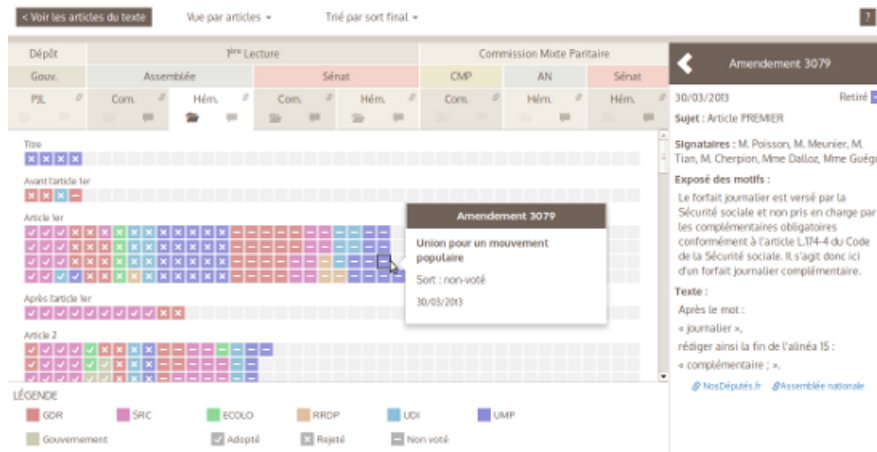 < Voir les articles du texte
Vue par articles
Trié par sort final
?
Dépôt
1ère Lecture
Commission Mixte Paritaire
Gouv.
Assemblée
Sénat
CMP
AN
Sénat
PJL
Com.
Hém.
Com.
Hém.
Com.
Hém.
Hém.
Titre
Avant l'article 1er
Article 1er
Après l'article 1er
Article 2
Amendement 3079
Union pour un mouvement
populaire
Sort : non-voté
30/03/2013
LÉGENDE
GDR
SRC
ECOLO
RRDP
UDI
UMP
Gouvernement
Adopté
Rejeté
Non voté
Amendement 3079
30/03/2013
Retiré
Sujet : Article PREMIER
Signataires : M. Poisson, M. Meunier, M.
Tian, M. Cherpion, Mme Dalloz, Mme Guég
Exposé des motifs :
Le forfait journalier est versé par la
Sécurité sociale et non pris en charge par
les complémentaires obligatoires
conformément à l'article L.174-4 du Code
de la Sécurité sociale. Il s'agit donc ici
d'un forfait journalier complémentaire.
Texte :
Après le mot :
« journalier »,
rédiger ainsi la fin de l'alinéa 15 :
« complémentaire ; ».
NosDéputés.fr
Assemblée nationale